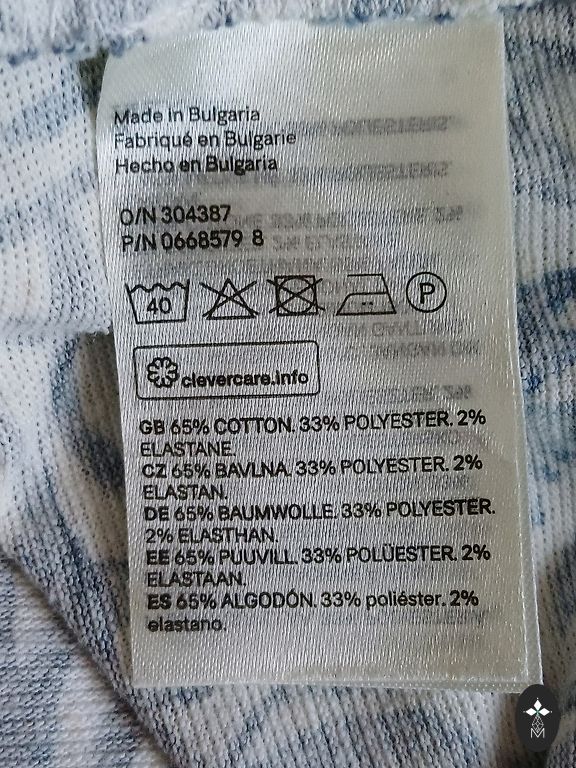 Made in Bulgaria
Fabriqué en Bulgarie
Hecho en Bulgaria
O/N 304387
P/N 0668579 8
40
P
clevercare.info
GB 65% COTTON. 33% POLYESTER. 2%
ELASTANE.
CZ 65% BAVLNA. 33% POLYESTER. 2%
ELASTAN.
DE 65% BAUMWOLLE. 33% POLYESTER.
2% ELASTHAN.
EE 65% PUUVILL. 33% POLÜESTER. 2%
ELASTAAN.
ES 65% ALGODÓN. 33% poliéster. 2%
elastano.